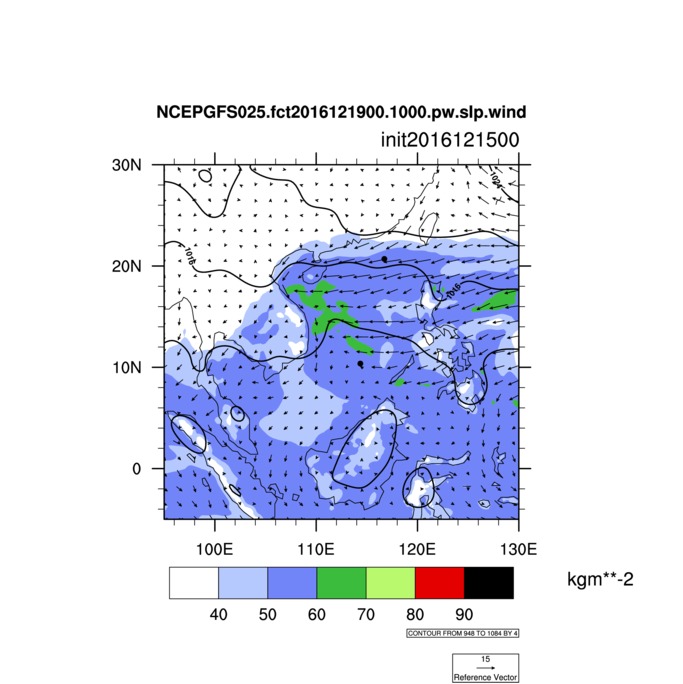 NCEPGFS025.fct2016121900.1000.pw.slp.wind
init2016121500
30N
20N
10N
0
100E 110E 120E 130E
1024
1016
1016
40 50 60 70 80 90
kgm**-2
CONTOUR FROM 948 TO 1084 BY 4
15
Reference Vector